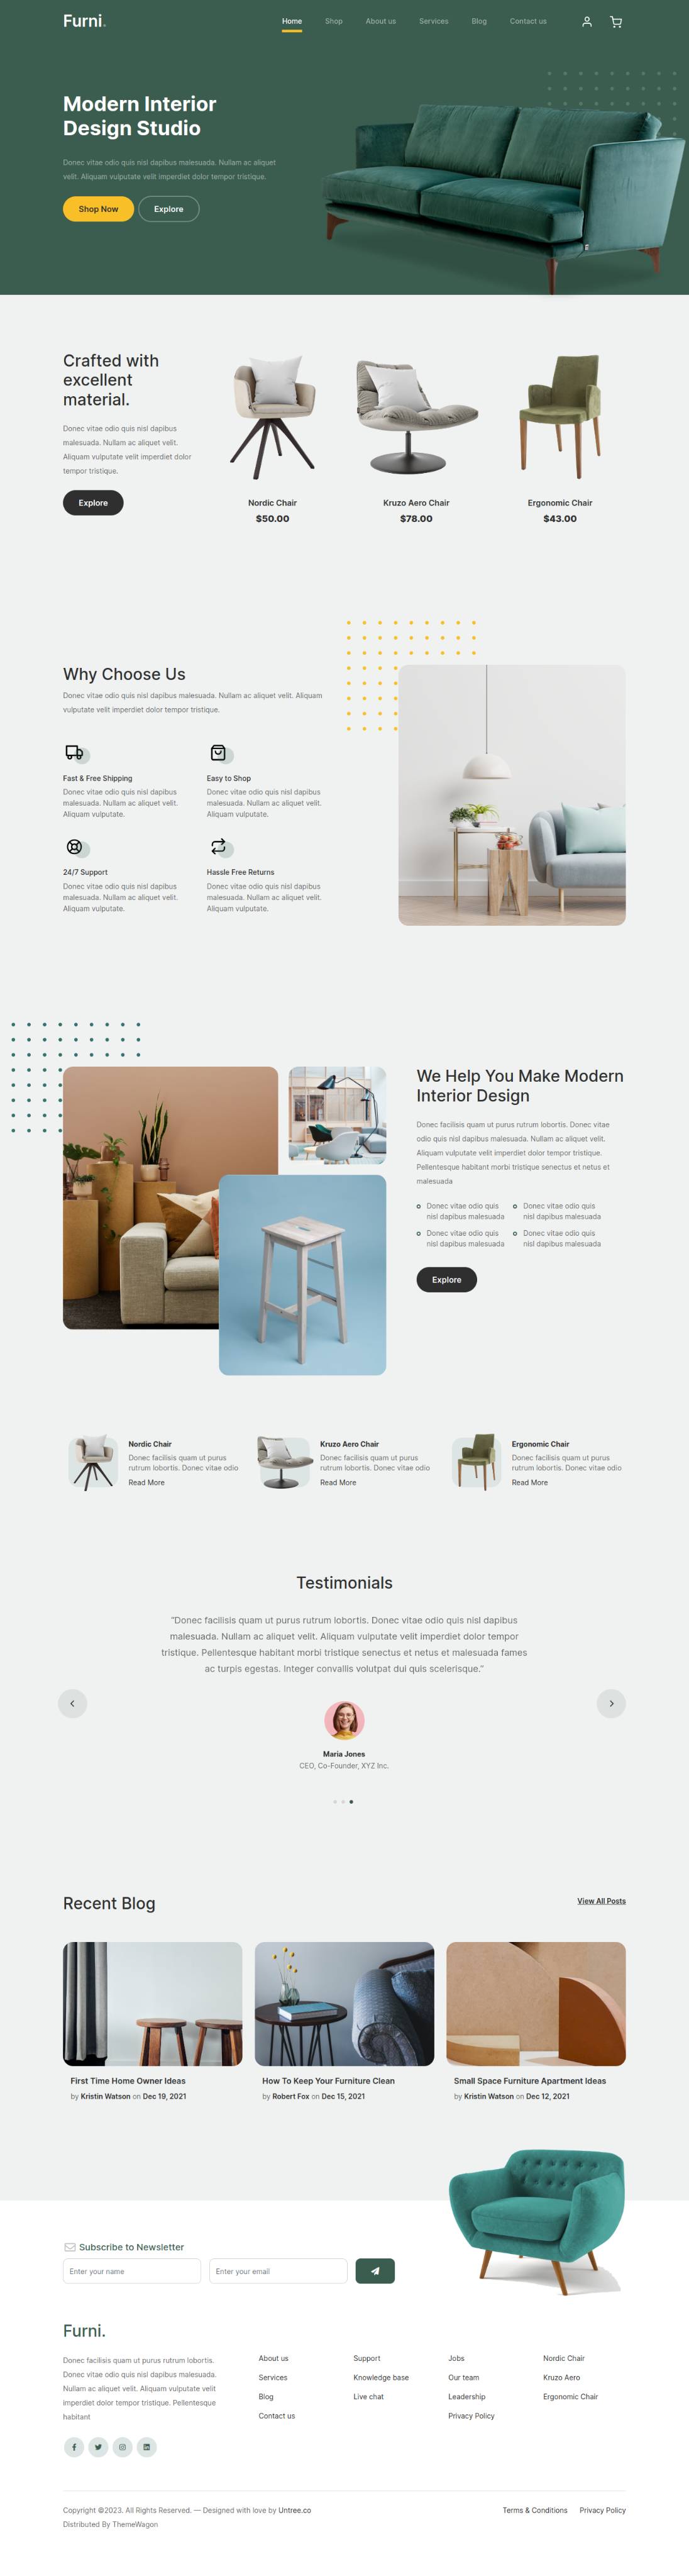 Furni.
Home Shop About us Services Blog Contact us
Modern Interior
Design Studio
Donec vitae odio quis nisl dapibus malesuada. Nullam ac aliquet
velit. Aliquam vulputate velit imperdiet dolor tempor tristique.
Shop Now Explore
Crafted with
excellent
material.
Donec vitae odio quis nisl dapibus
malesuada. Nullam ac aliquet velit.
Aliquam vulputate velit imperdiet dolor
tempor tristique.
Explore
Nordic Chair
$50.00
Kruzo Aero Chair
$78.00
Ergonomic Chair
$43.00
Why Choose Us
Donec vitae odio quis nisl dapibus malesuada. Nullam ac aliquet velit. Aliquam
vulputate velit imperdiet dolor tempor tristique.
Fast & Free Shipping
Donec vitae odio quis nisl dapibus
malesuada. Nullam ac aliquet velit.
Aliquam vulputate.
Easy to Shop
Donec vitae odio quis nisl dapibus
malesuada. Nullam ac aliquet velit.
Aliquam vulputate.
24/7 Support
Donec vitae odio quis nisl dapibus
malesuada. Nullam ac aliquet velit.
Aliquam vulputate.
Hassle Free Returns
Donec vitae odio quis nisl dapibus
malesuada. Nullam ac aliquet velit.
Aliquam vulputate.
We Help You Make Modern
Interior Design
Donec facilisis quam ut purus rutrum lobortis. Donec vitae
odio quis nisl dapibus malesuada. Nullam ac aliquet velit.
Aliquam vulputate velit imperdiet dolor tempor tristique.
Pellentesque habitant morbi tristique senectus et netus et
malesuada
Donec vitae odio quis
nisl dapibus malesuada
Donec vitae odio quis
nisl dapibus malesuada
Donec vitae odio quis
nisl dapibus malesuada
Donec vitae odio quis
nisl dapibus malesuada
Explore
Nordic Chair
Donec facilisis quam ut purus
rutrum lobortis. Donec vitae odio
Read More
Kruzo Aero Chair
Donec facilisis quam ut purus
rutrum lobortis. Donec vitae odio
Read More
Ergonomic Chair
Donec facilisis quam ut purus
rutrum lobortis. Donec vitae odio
Read More
Testimonials
“Donec facilisis quam ut purus rutrum lobortis. Donec vitae odio quis nisl dapibus
malesuada. Nullam ac aliquet velit. Aliquam vulputate velit imperdiet dolor tempor
tristique. Pellentesque habitant morbi tristique senectus et netus et malesuada fames
ac turpis egestas. Integer convallis volutpat dui quis scelerisque.”
Maria Jones
CEO, Co-Founder, XYZ Inc.
Recent Blog
View All Posts
First Time Home Owner Ideas
by Kristin Watson on Dec 19, 2021
How To Keep Your Furniture Clean
by Robert Fox on Dec 15, 2021
Small Space Furniture Apartment Ideas
by Kristin Watson on Dec 12, 2021
Subscribe to Newsletter
Enter your name
Enter your email
Furni.
Donec facilisis quam ut purus rutrum lobortis.
Donec vitae odio quis nisl dapibus malesuada.
Nullam ac aliquet velit. Aliquam vulputate velit
imperdiet dolor tempor tristique. Pellentesque
habitant
About us
Services
Blog
Contact us
Support
Knowledge base
Live chat
Jobs
Our team
Leadership
Privacy Policy
Nordic Chair
Kruzo Aero
Ergonomic Chair
Copyright ©2023. All Rights Reserved. — Designed with love by Untree.co
Distributed By ThemeWagon
Terms & Conditions Privacy Policy